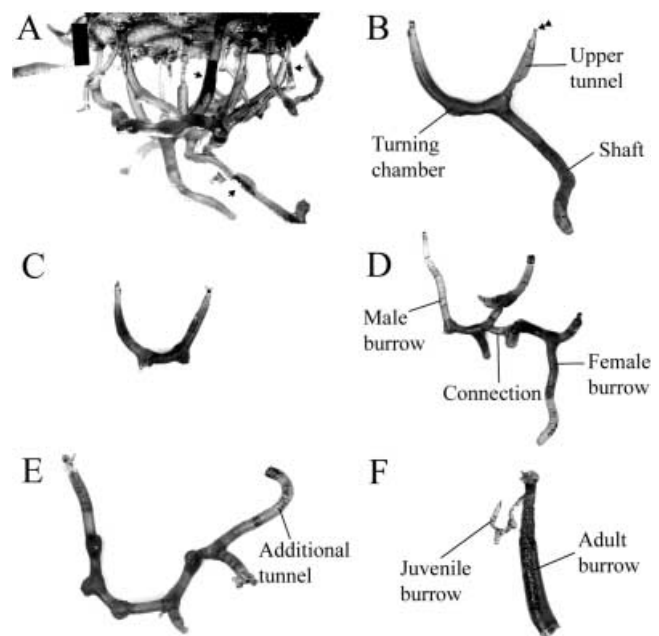 A
B
Upper
tunnel
Turning
chamber
Shaft
C
D
Male
burrow
Female
burrow
Connection
E
Additional
tunnel
F
Juvenile
burrow
Adult
burrow